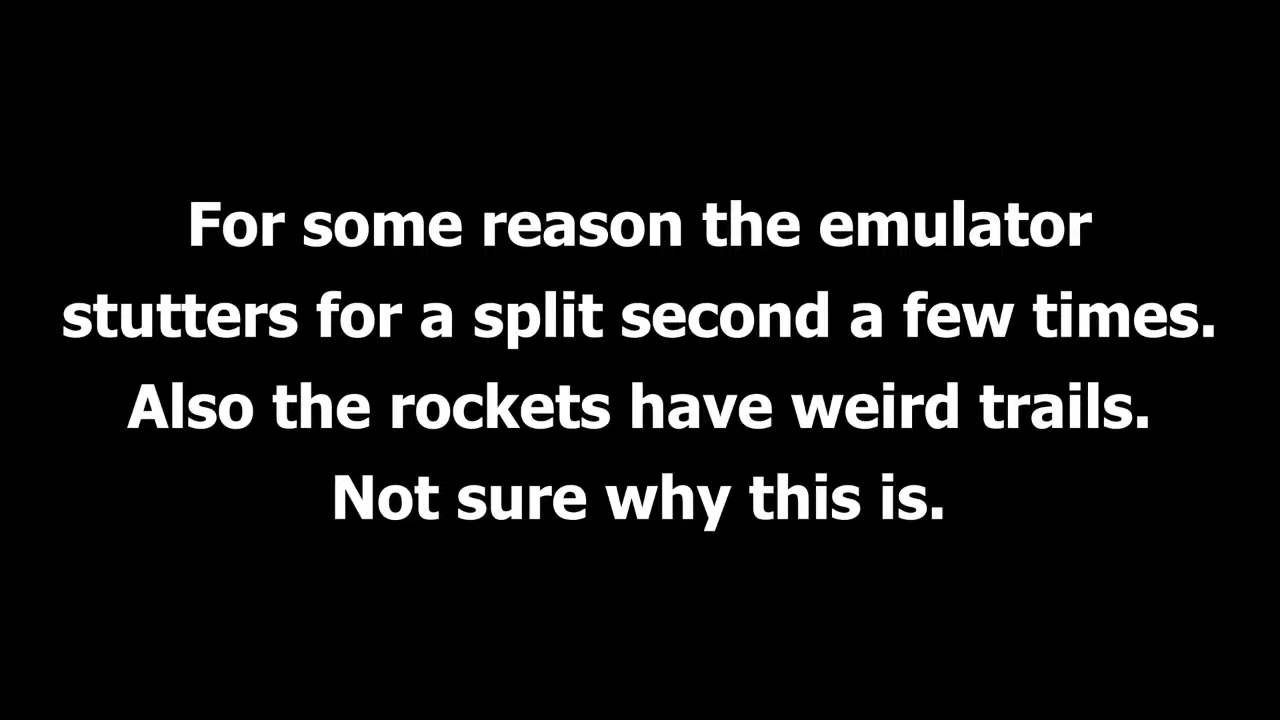 For some reason the emulator
stutters for a split second a few times.
Also the rockets have weird trails.
Not sure why this is.